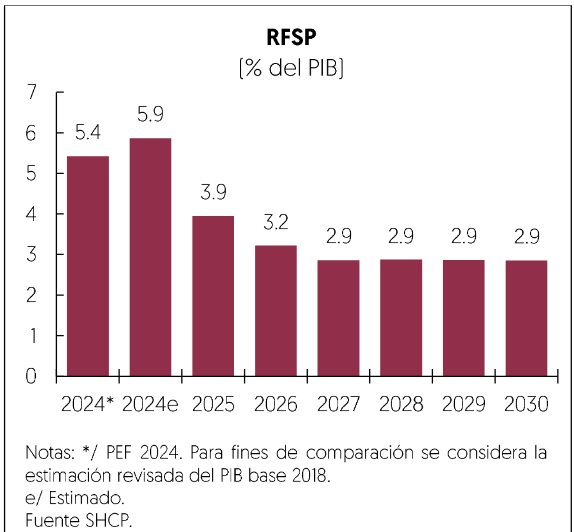 RFSP
[% del PIB]
7
6
5
4
3
2
1
0
5.4
5.9
3.9
3.2
2.9
2.9
2.9
2.9
2024* 2024e 2025 2026 2027 2028 2029 2030
Notas: */ PEF 2024. Para fines de comparación se considera la
estimación revisada del PIB base 2018.
e/ Estimado.
Fuente SHCP.